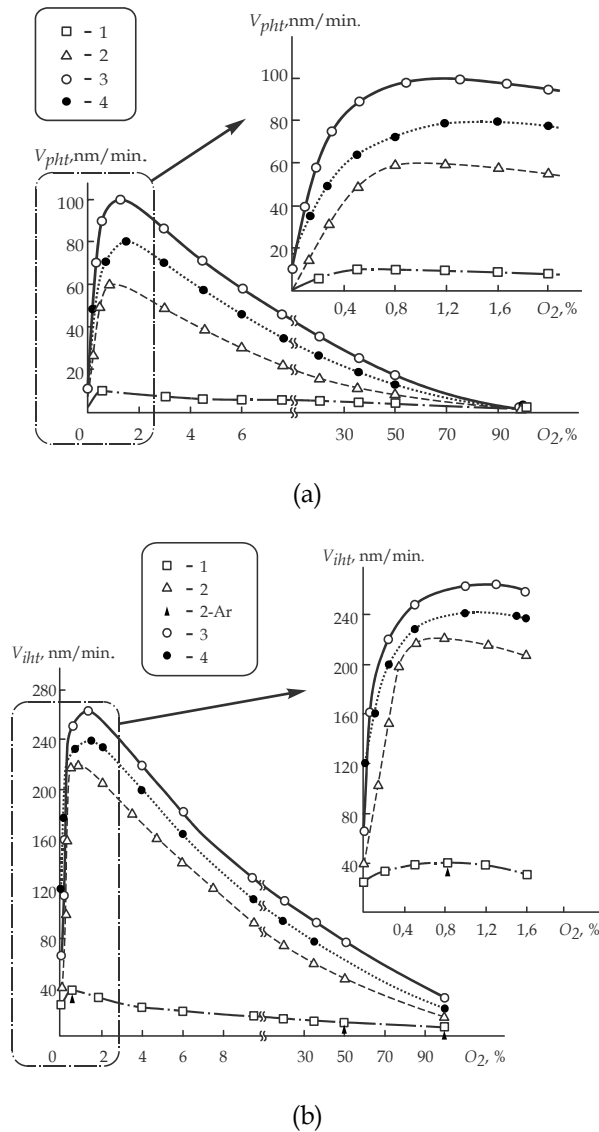 - 1
- 2
- 3
- 4
V_pht, nm/min.
100
80
60
40
20
0
0,4 0,8 1,2 1,6 O₂,%
V_pht, nm/min.
100
80
60
40
20
0 2 4 6 30 50 70 90 O₂,%
(a)
- 1
- 2
- 2-Ar
- 3
- 4
V_iht, nm/min.
240
200
160
120
80
40
0,4 0,8 1,2 1,6 O₂, %
V_iht, nm/min.
280
240
200
160
120
80
40
0 2 4 6 8 30 50 70 90 O₂, %
(b)